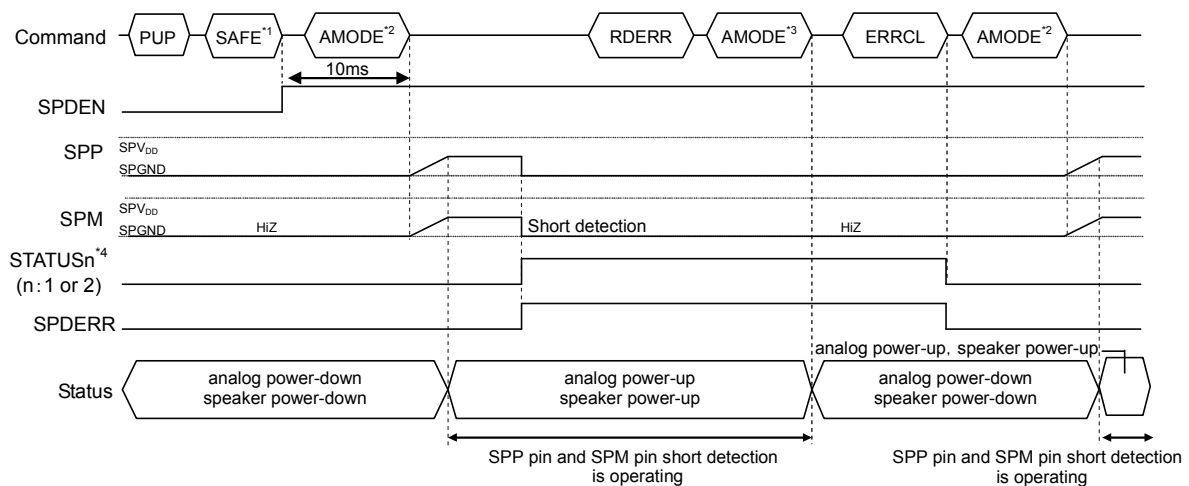 Command PUP SAFE*1 AMODE*2 RDERR AMODE*3 ERRCL AMODE*2
10ms
SPDEN
SPP SPVDD
SPGND
SPM SPVDD
SPGND HiZ Short detection HiZ
STATUSn*4
(n:1 or 2)
SPDERR
analog power-up, speaker power-up
Status analog power-down analog power-up analog power-down
speaker power-down speaker power-up speaker power-down
SPP pin and SPM pin short detection SPP pin and SPM pin short detection
is operating is operating